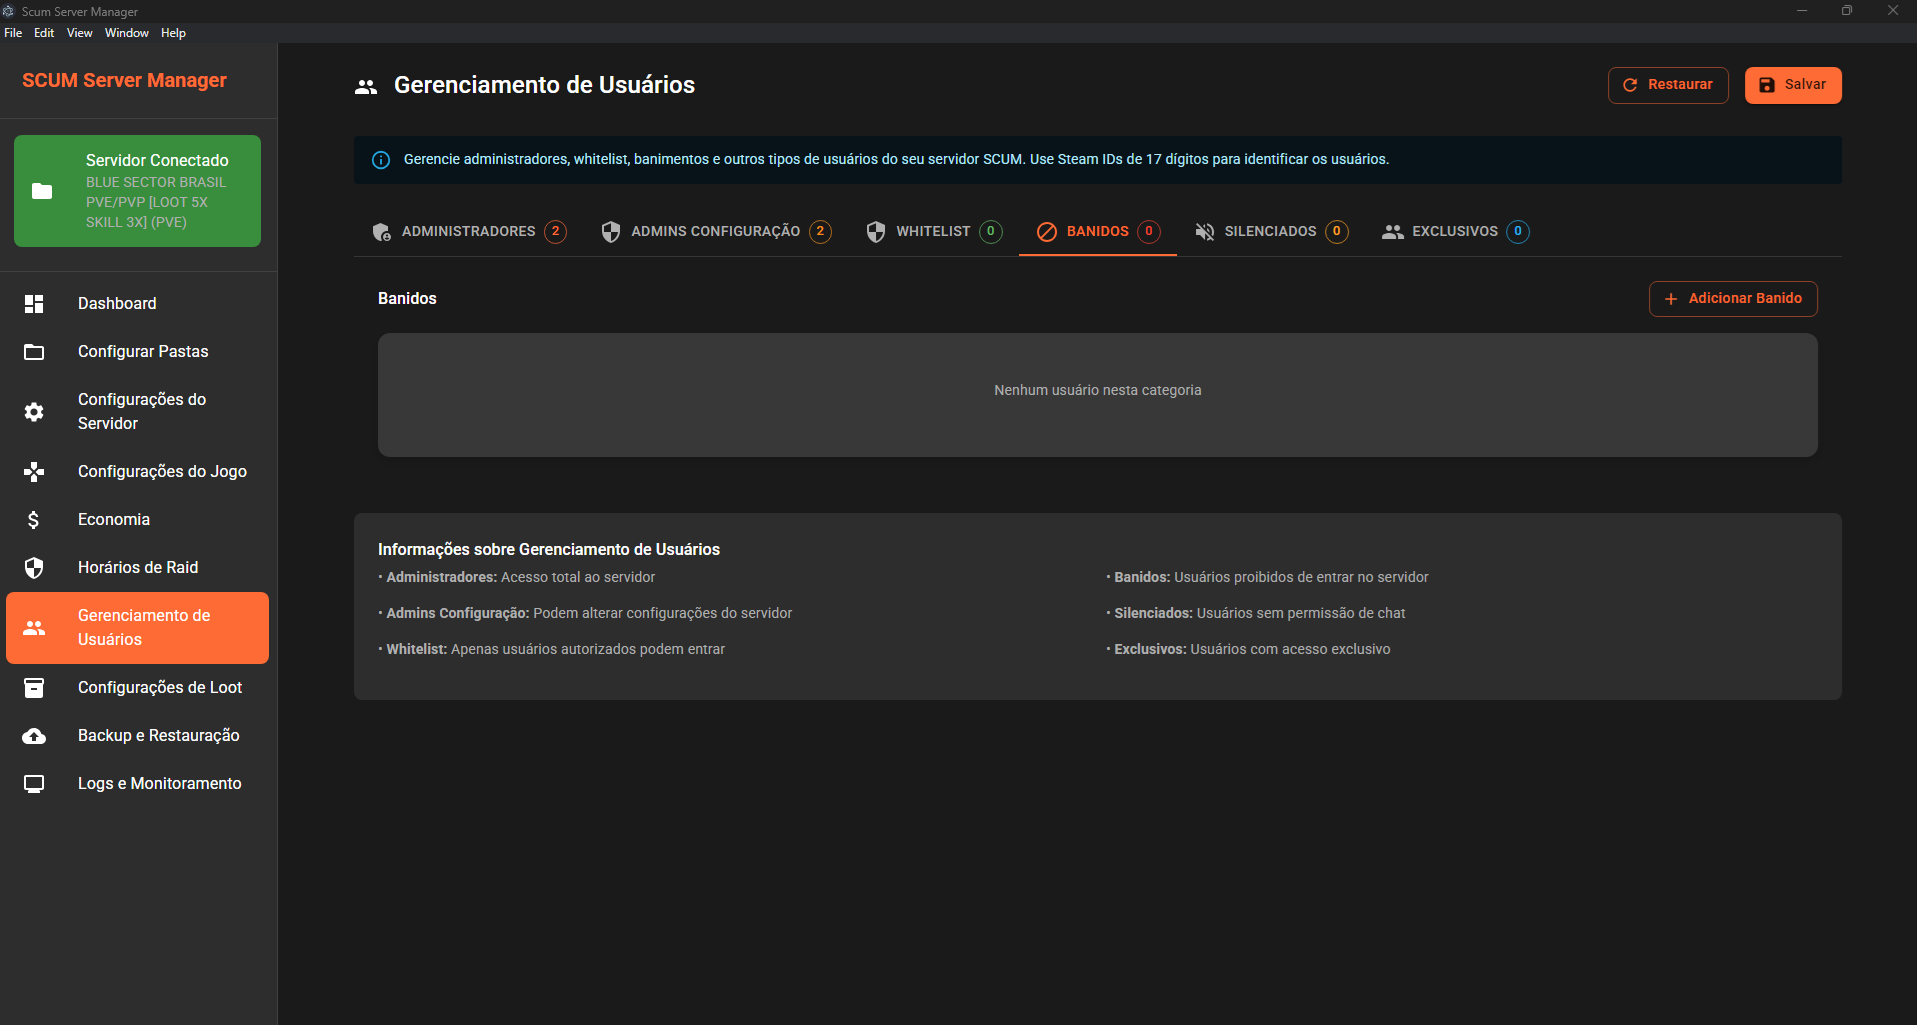 Scum Server Manager
File Edit View Window Help
SCUM Server Manager
Servidor Conectado
BLUE SECTOR BRASIL
PVE/PVP [LOOT 5X
SKILL 3X] (PVE)
Dashboard
Configurar Pastas
Configurações do
Servidor
Configurações do Jogo
Economia
Horários de Raid
Gerenciamento de
Usuários
Configurações de Loot
Backup e Restauração
Logs e Monitoramento
Gerenciamento de Usuários
Restaurar
Salvar
Gerencie administradores, whitelist, banimentos e outros tipos de usuários do seu servidor SCUM. Use Steam IDs de 17 dígitos para identificar os usuários.
ADMINISTRADORES 2
ADMINS CONFIGURAÇÃO 2
WHITELIST 0
BANIDOS 0
SILENCIADOS 0
EXCLUSIVOS 0
Banidos
+ Adicionar Banido
Nenhum usuário nesta categoria
Informações sobre Gerenciamento de Usuários
• Administradores: Acesso total ao servidor
• Admins Configuração: Podem alterar configurações do servidor
• Whitelist: Apenas usuários autorizados podem entrar
• Banidos: Usuários proibidos de entrar no servidor
• Silenciados: Usuários sem permissão de chat
• Exclusivos: Usuários com acesso exclusivo